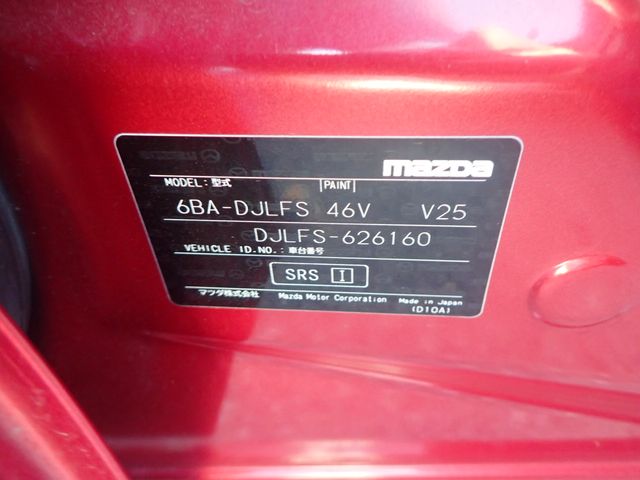 mazda
MODEL:型式 PAINT
6BA-DJLFS 46V V25
DJLFS-626160
VEHICLE ID.NO.:車台番号
SRS I
マツダ株式会社 Mazda Motor Corporation Made in Japan
(D10A)